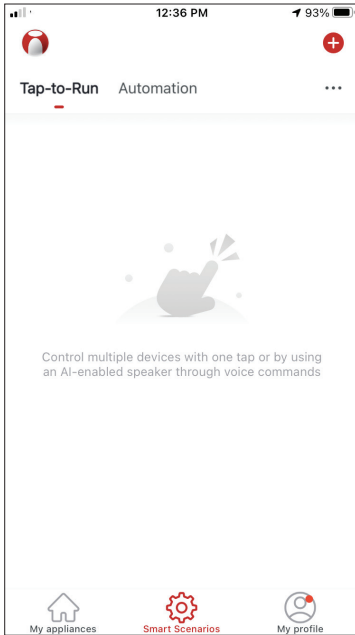 12:36 PM
93%
Tap-to-Run Automation
Control multiple devices with one tap or by using
an AI-enabled speaker through voice commands
My appliances Smart Scenarios My profile